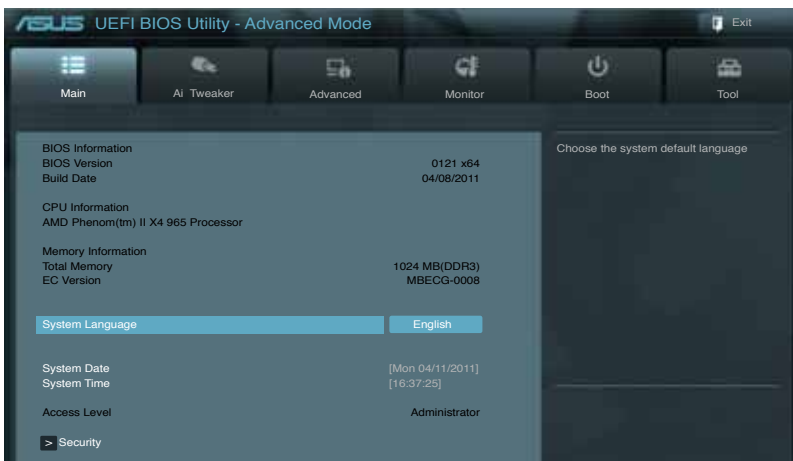 ASUS UEFI BIOS Utility - Advanced Mode
Exit
Main
Ai Tweaker
Advanced
Monitor
Boot
Tool
BIOS Information
BIOS Version 0121 x64
Build Date 04/08/2011
CPU Information
AMD Phenom(tm) II X4 965 Processor
Memory Information
Total Memory 1024 MB(DDR3)
EC Version MBECG-0008
System Language English
System Date [Mon 04/11/2011]
System Time [16:37:25]
Access Level Administrator
> Security
Choose the system default language